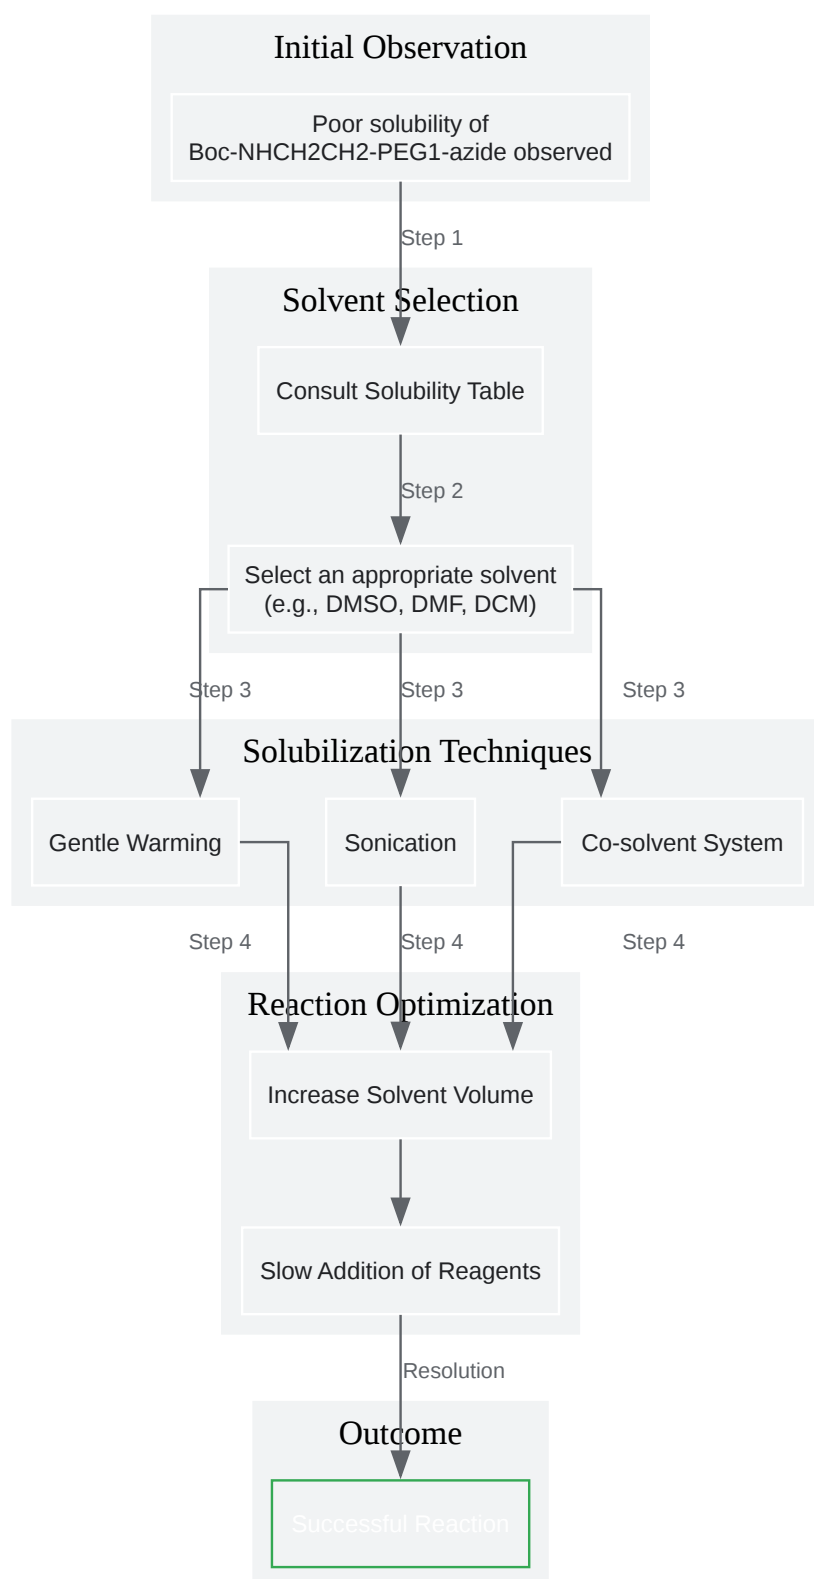 Initial Observation
Poor solubility of
Boc-NHCH2CH2-PEG1-azide observed
Step 1
Solvent Selection
Consult Solubility Table
Step 2
Select an appropriate solvent
(e.g., DMSO, DMF, DCM)
Step 3
Step 3
Step 3
Solubilization Techniques
Gentle Warming
Sonication
Co-solvent System
Step 4
Step 4
Step 4
Reaction Optimization
Increase Solvent Volume
Slow Addition of Reagents
Resolution
Outcome
Successful Reaction